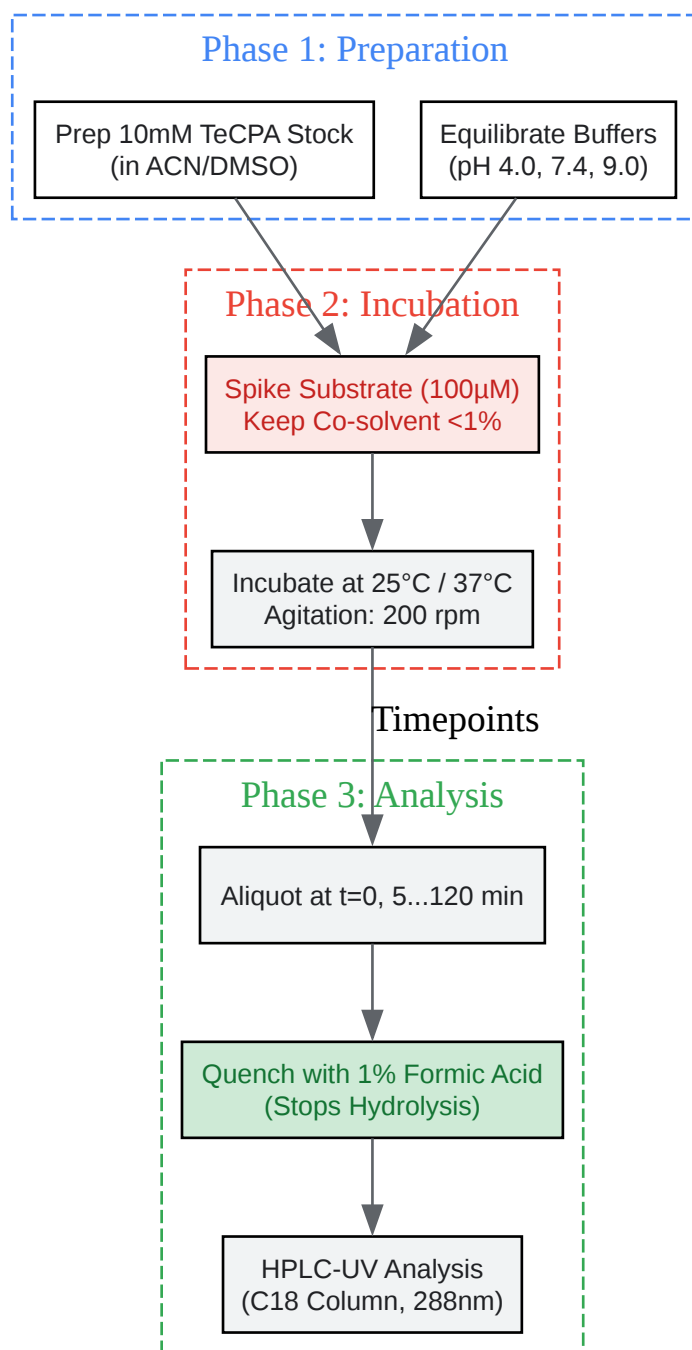 Phase 1: Preparation
Prep 10mM TeCPA Stock
(in ACN/DMSO)
Equilibrate Buffers
(pH 4.0, 7.4, 9.0)
Phase 2: Incubation
Spike Substrate (100µM)
Keep Co-solvent <1%
Incubate at 25°C / 37°C
Agitation: 200 rpm
Timepoints
Phase 3: Analysis
Aliquot at t=0, 5...120 min
Quench with 1% Formic Acid
(Stops Hydrolysis)
HPLC-UV Analysis
(C18 Column, 288nm)